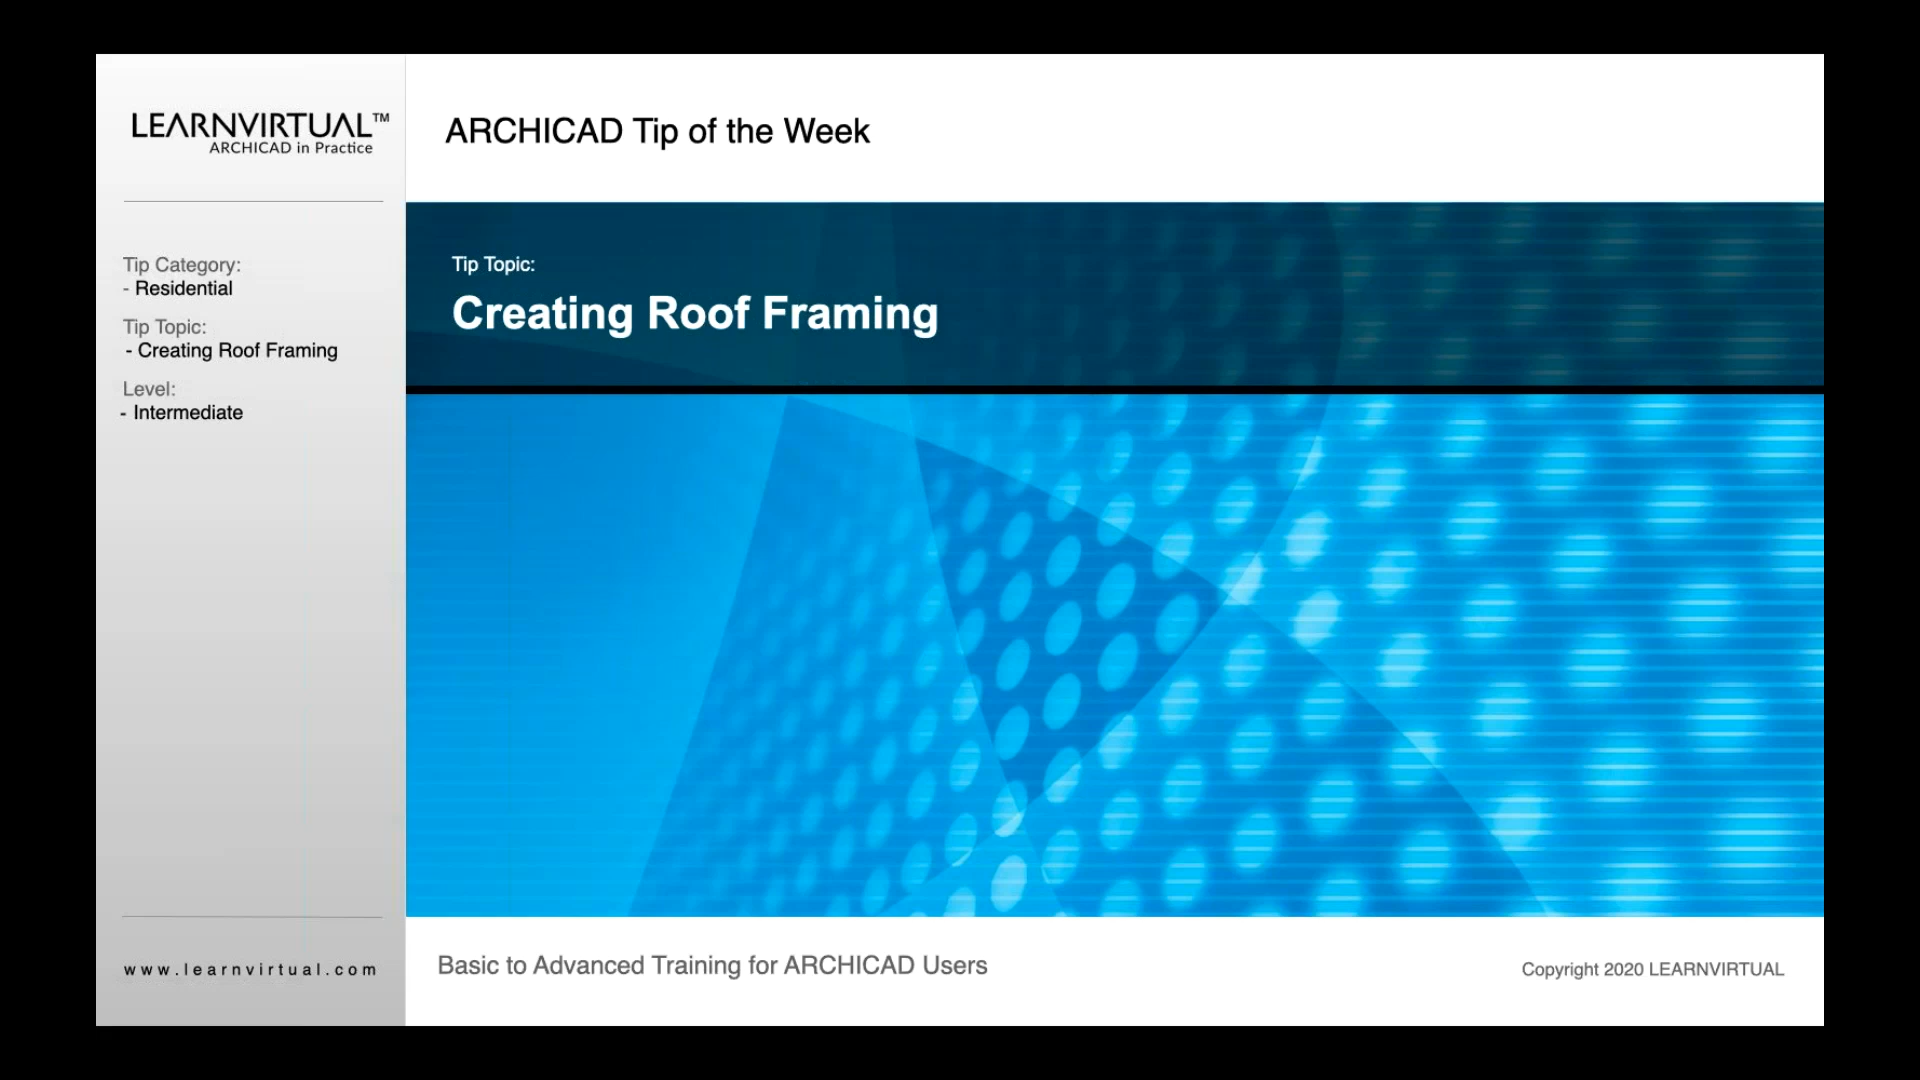 LEARNVIRTUAL™
ARCHICAD in Practice
Tip Category:
- Residential
Tip Topic:
- Creating Roof Framing
Level:
- Intermediate
www.learnvirtual.com
ARCHICAD Tip of the Week
Tip Topic:
Creating Roof Framing
Basic to Advanced Training for ARCHICAD Users
Copyright 2020 LEARNVIRTUAL